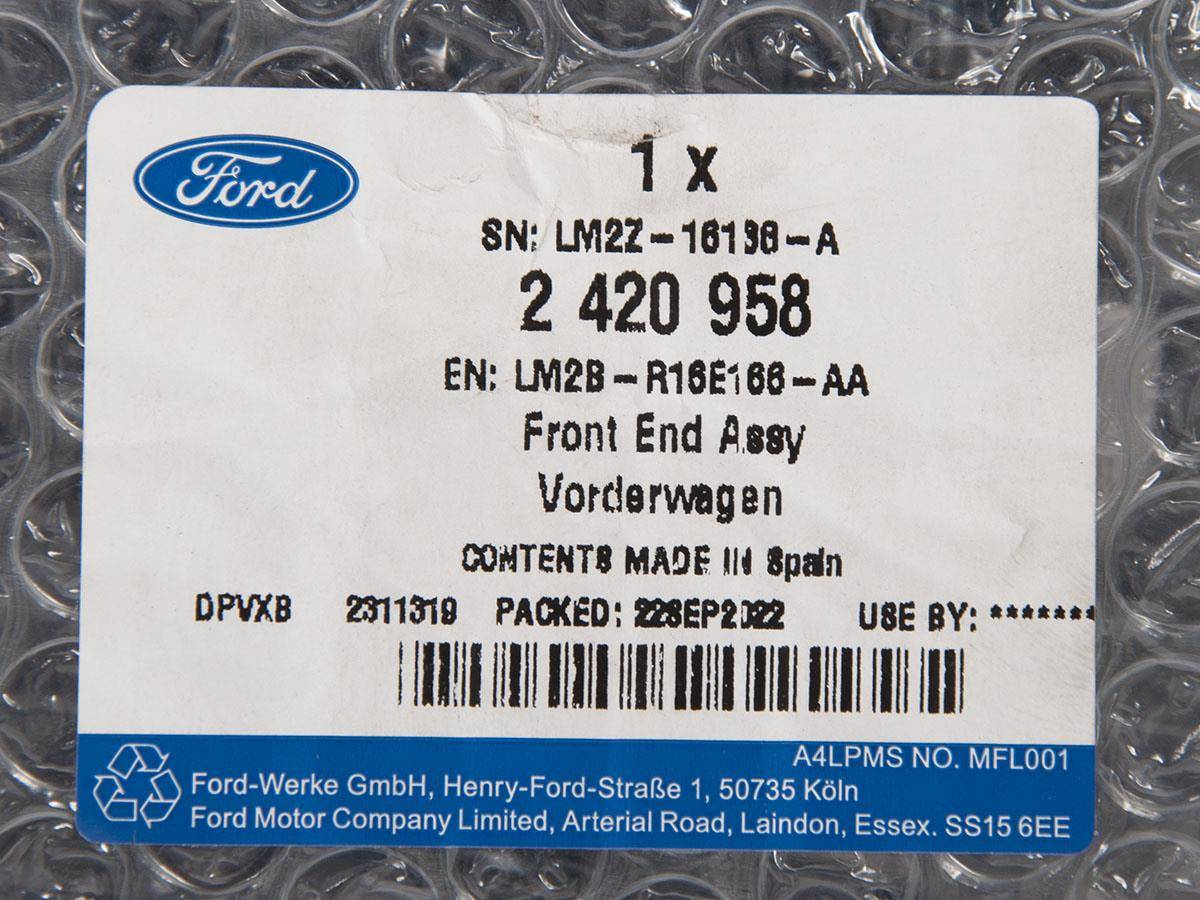 Ford
1 x
SN: LM2Z-16138-A
2 420 958
EN: LM2B-R16E166-AA
Front End Assy
Vorderwagen
CONTENTS MADE IN Spain
DPVXB 2311319 PACKED: 22SEP2022 USE BY: *******
A4LPMS NO. MFL001
Ford-Werke GmbH, Henry-Ford-Straße 1, 50735 Köln
Ford Motor Company Limited, Arterial Road, Laindon, Essex. SS15 6EE